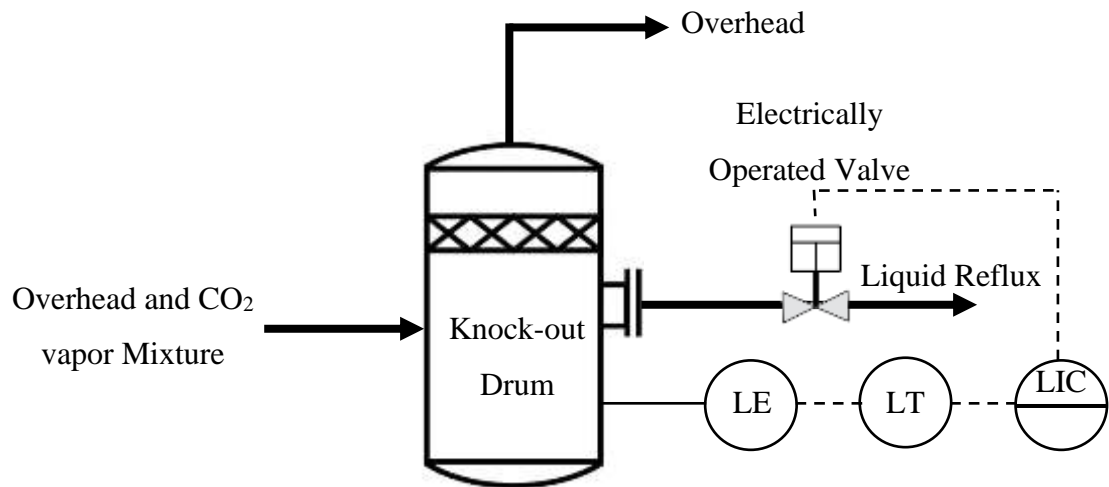 Overhead
Electrically
Operated Valve
Overhead and CO₂
vapor Mixture
Knock-out
Drum
Liquid Reflux
LE
LT
LIC